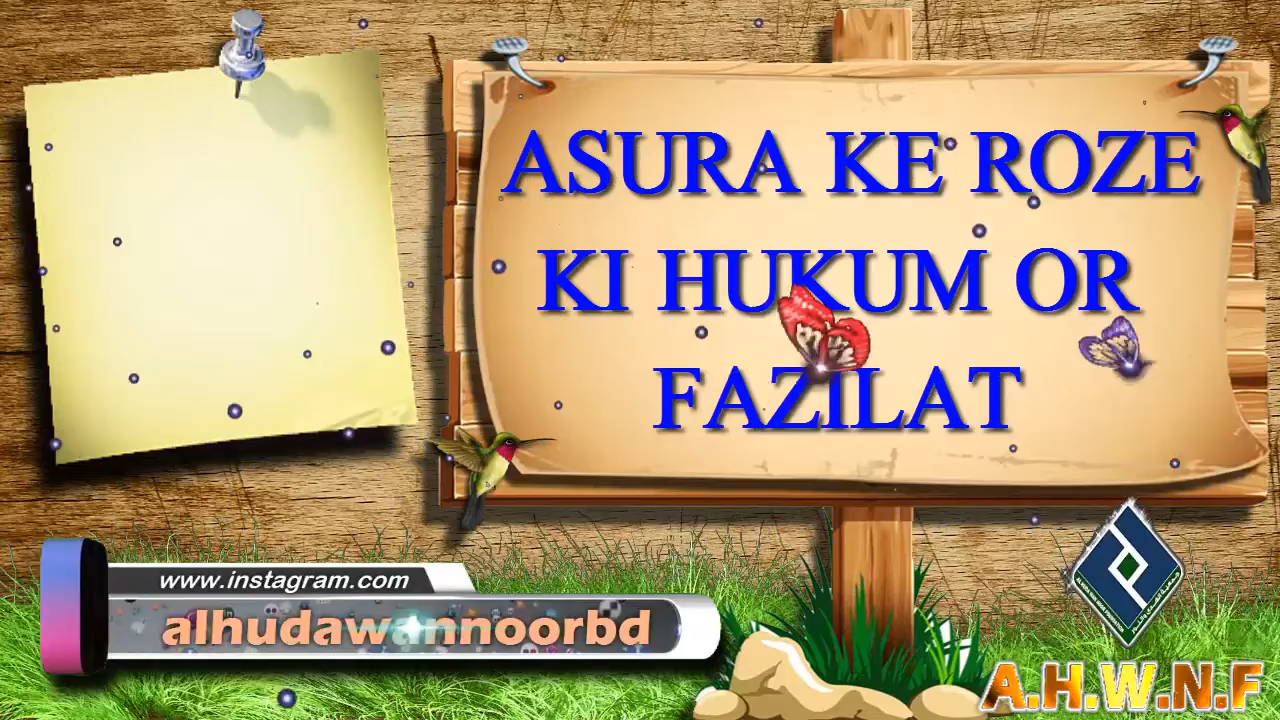 ASURA KE ROZE
KI HUKUM OR
FAZILAT
www.instagram.com
alhudawannoorbd
A.H.W.N.F